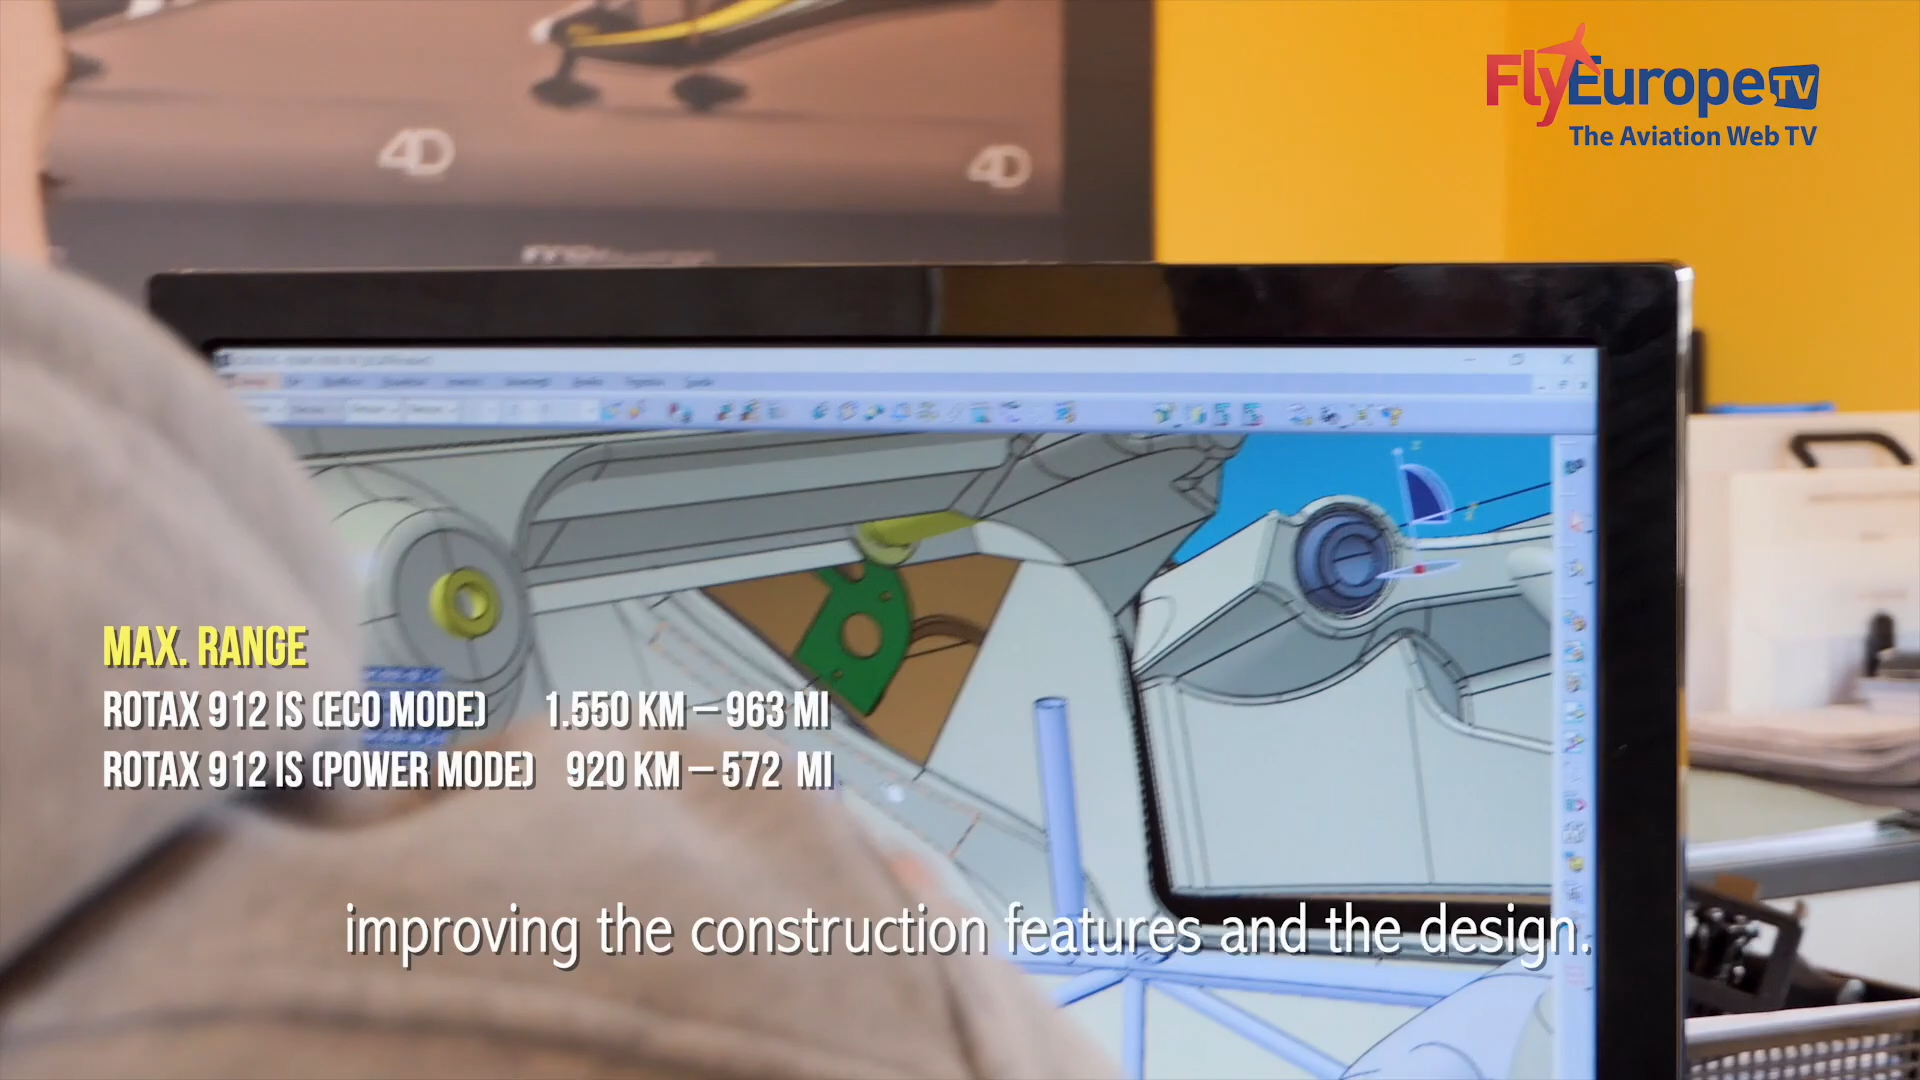 FlyEurope TV
The Aviation Web TV
4D
4D
MAX. RANGE
ROTAX 912 IS (ECO MODE) 1.550 KM – 963 MI
ROTAX 912 IS (POWER MODE) 920 KM – 572 MI
improving the construction features and the design.